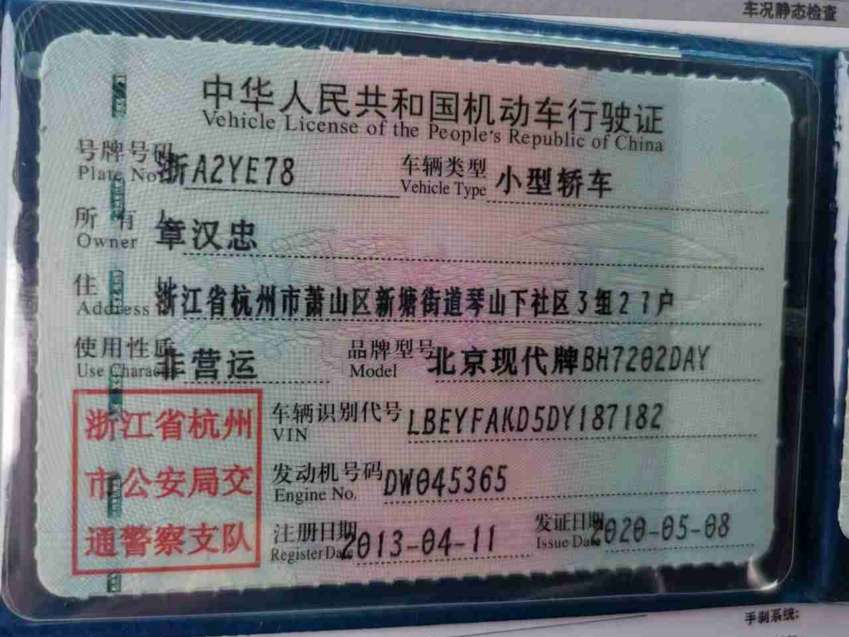 车况静态检查
中华人民共和国机动车行驶证
Vehicle License of the People's Republic of China
号牌号码 浙A2YE78 车辆类型 小型轿车
Plate No. Vehicle Type
所有人 章汉忠
Owner
住址 浙江省杭州市萧山区新塘街道琴山下社区3组27户
Address
使用性质 非营运 品牌型号 北京现代牌BH7202DAY
Use Character Model
浙江省杭州
市公安局交
通警察支队
车辆识别代号 LBEYFAKD5DY187182
VIN
发动机号码 DW045365
Engine No.
注册日期 2013-04-11 发证日期 2020-05-08
Register Date Issue Date
手刹系统: